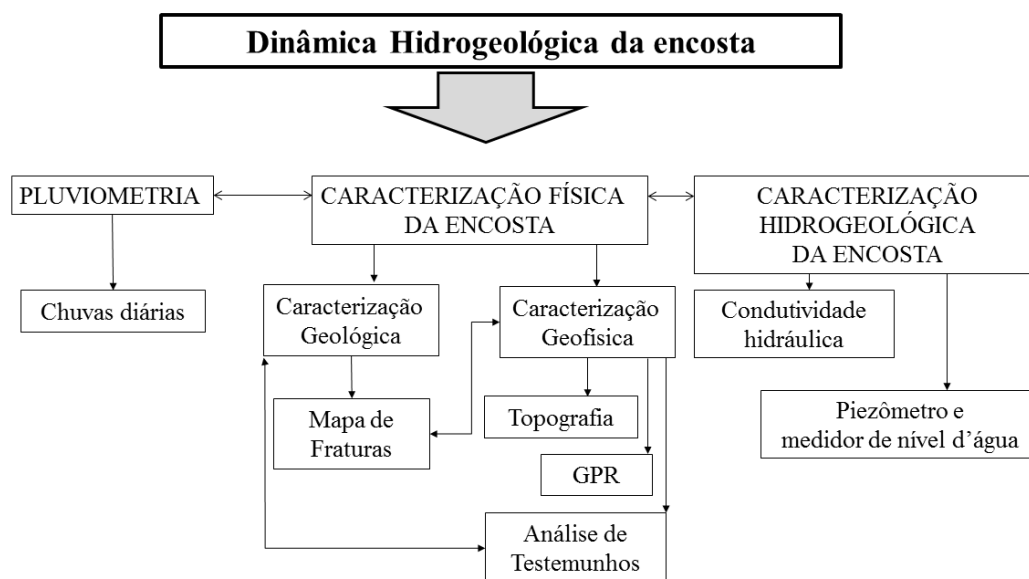 Dinâmica Hidrogeológica da encosta
PLUVIOMETRIA
CARACTERIZAÇÃO FÍSICA
DA ENCOSTA
CARACTERIZAÇÃO
HIDROGEOLÓGICA
DA ENCOSTA
Chuvas diárias
Caracterização
Geológica
Caracterização
Geofísica
Condutividade
hidráulica
Mapa de
Fraturas
Topografia
Piezômetro e
medidor de nível d’água
GPR
Análise de
Testemunhos